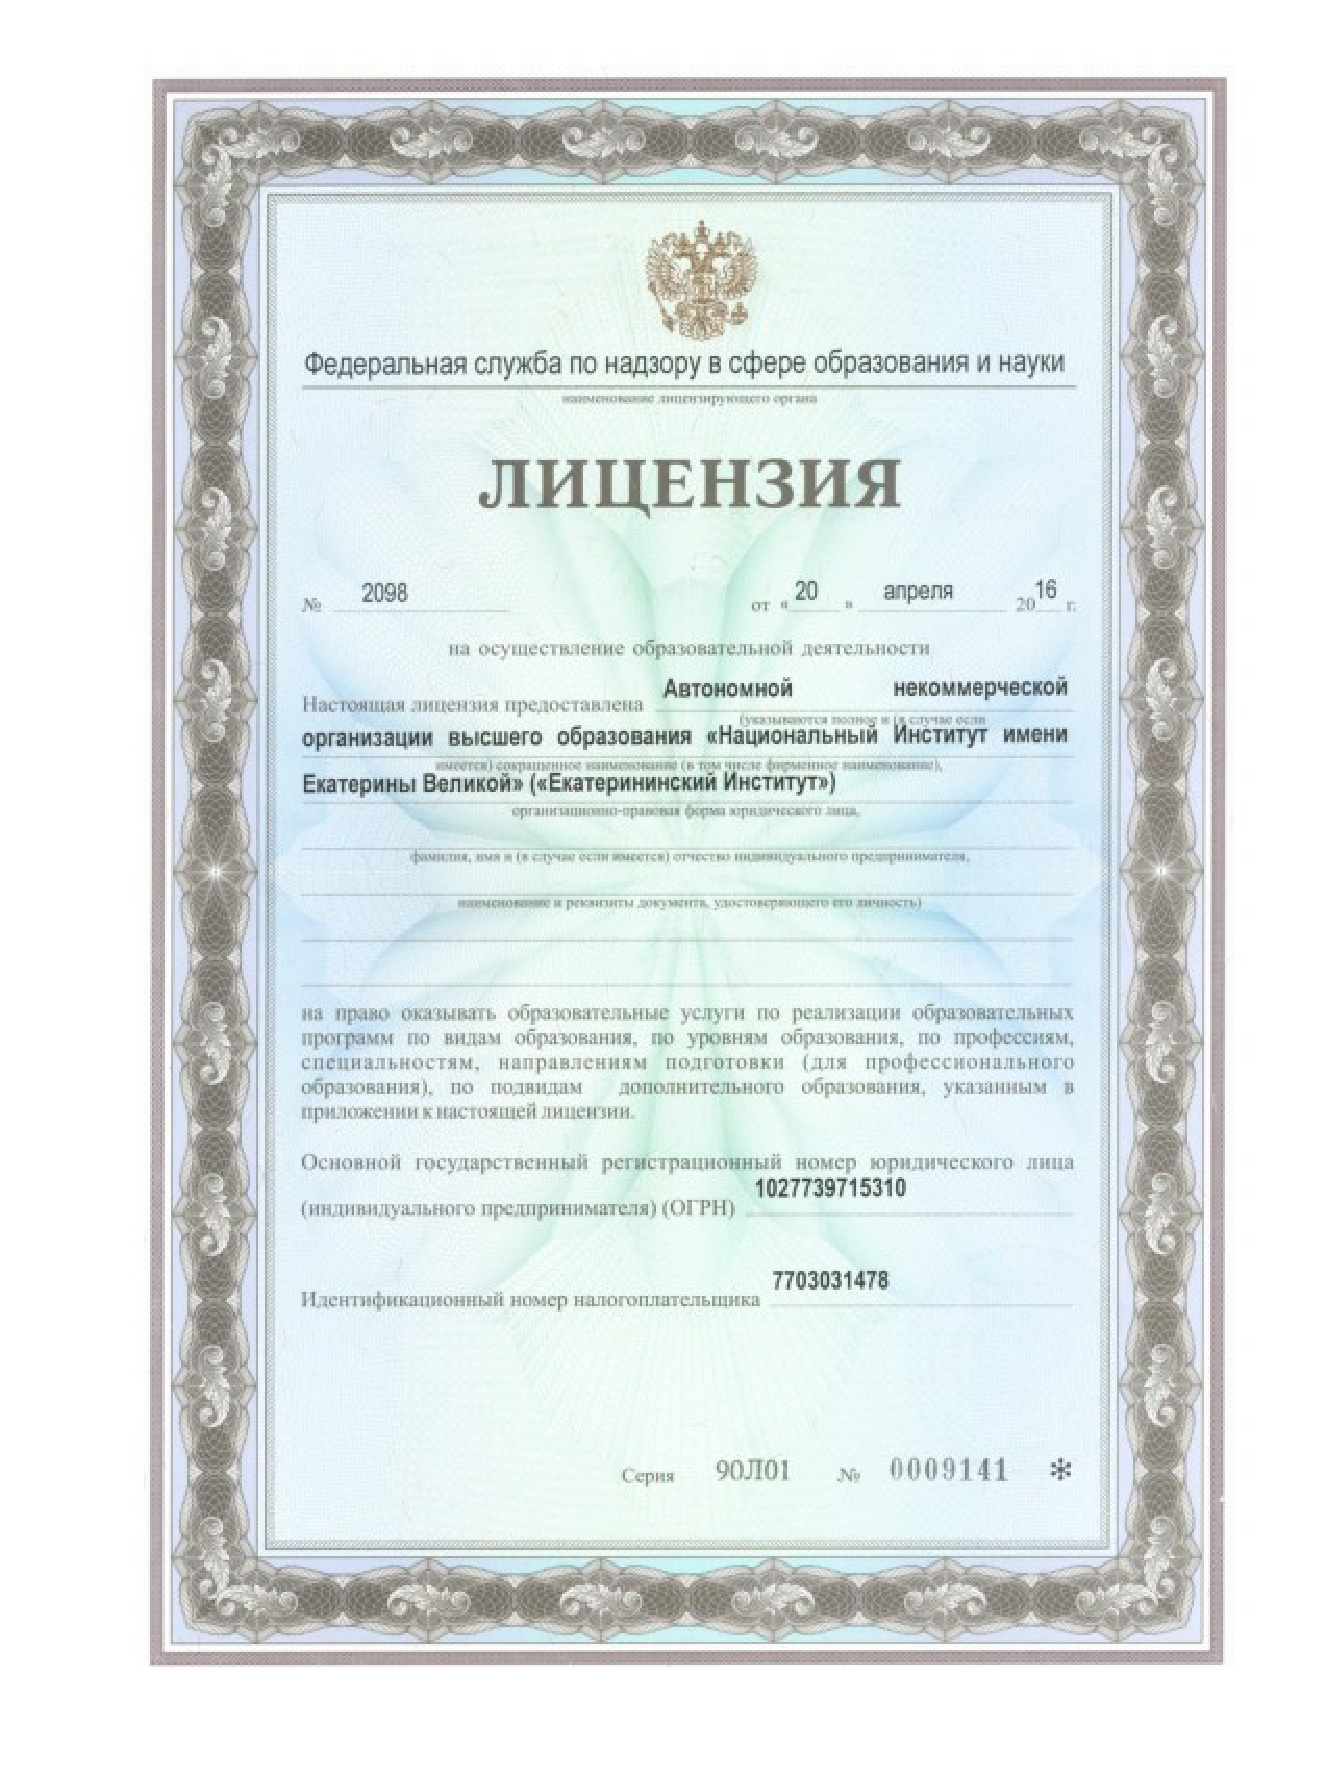 Федеральная служба по надзору в сфере образования и науки
наименование лицензирующего органа
ЛИЦЕНЗИЯ
№ 2098 от « 20 » апреля 2016 г.
на осуществление образовательной деятельности
Настоящая лицензия предоставлена Автономной некоммерческой
(указываются полное и (в случае если
организации высшего образования «Национальный Институт имени
имеется) сокращенное наименование (в том числе фирменное наименование),
Екатерины Великой» («Екатерининский Институт»)
организационно-правовая форма юридического лица,
фамилия, имя и (в случае если имеется) отчество индивидуального предпринимателя,
наименование и реквизиты документа, удостоверяющего его личность)
на право оказывать образовательные услуги по реализации образовательных
программ по видам образования, по уровням образования, по профессиям,
специальностям, направлениям подготовки (для профессионального
образования), по подвидам дополнительного образования, указанным в
приложении к настоящей лицензии.
Основной государственный регистрационный номер юридического лица
(индивидуального предпринимателя) (ОГРН) 1027739715310
Идентификационный номер налогоплательщика 7703031478
Серия 90Л01 № 0009141 *